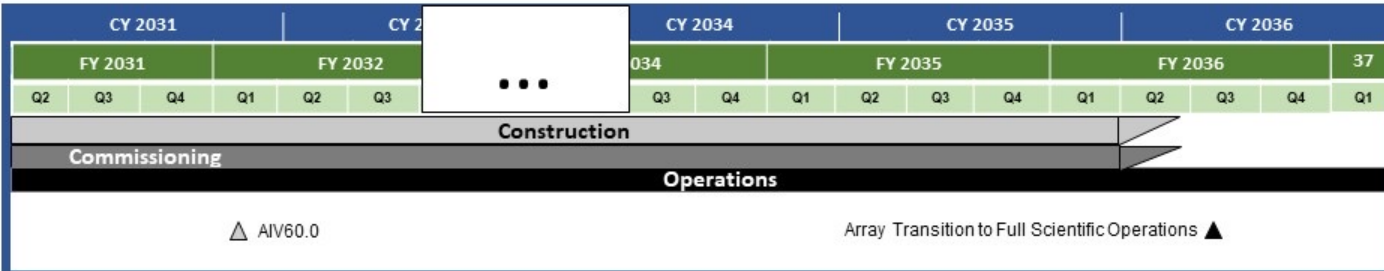 CY 2031 CY 2 CY 2034 CY 2035 CY 2036
FY 2031 FY 2032 ... 034 FY 2035 FY 2036 37
Q2 Q3 Q4 Q1 Q2 Q3 Q3 Q4 Q1 Q2 Q3 Q4 Q1 Q2 Q3 Q4 Q1
Construction
Commissioning
Operations
AIV60.0 Array Transition to Full Scientific Operations